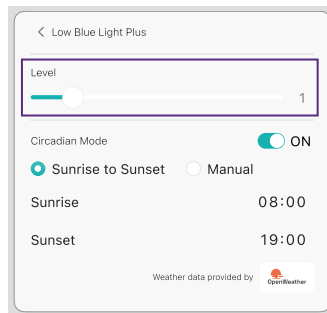 Low Blue Light Plus
Level
1
Circadian Mode
ON
Sunrise to Sunset
Manual
Sunrise
08:00
Sunset
19:00
Weather data provided by
OpenWeather